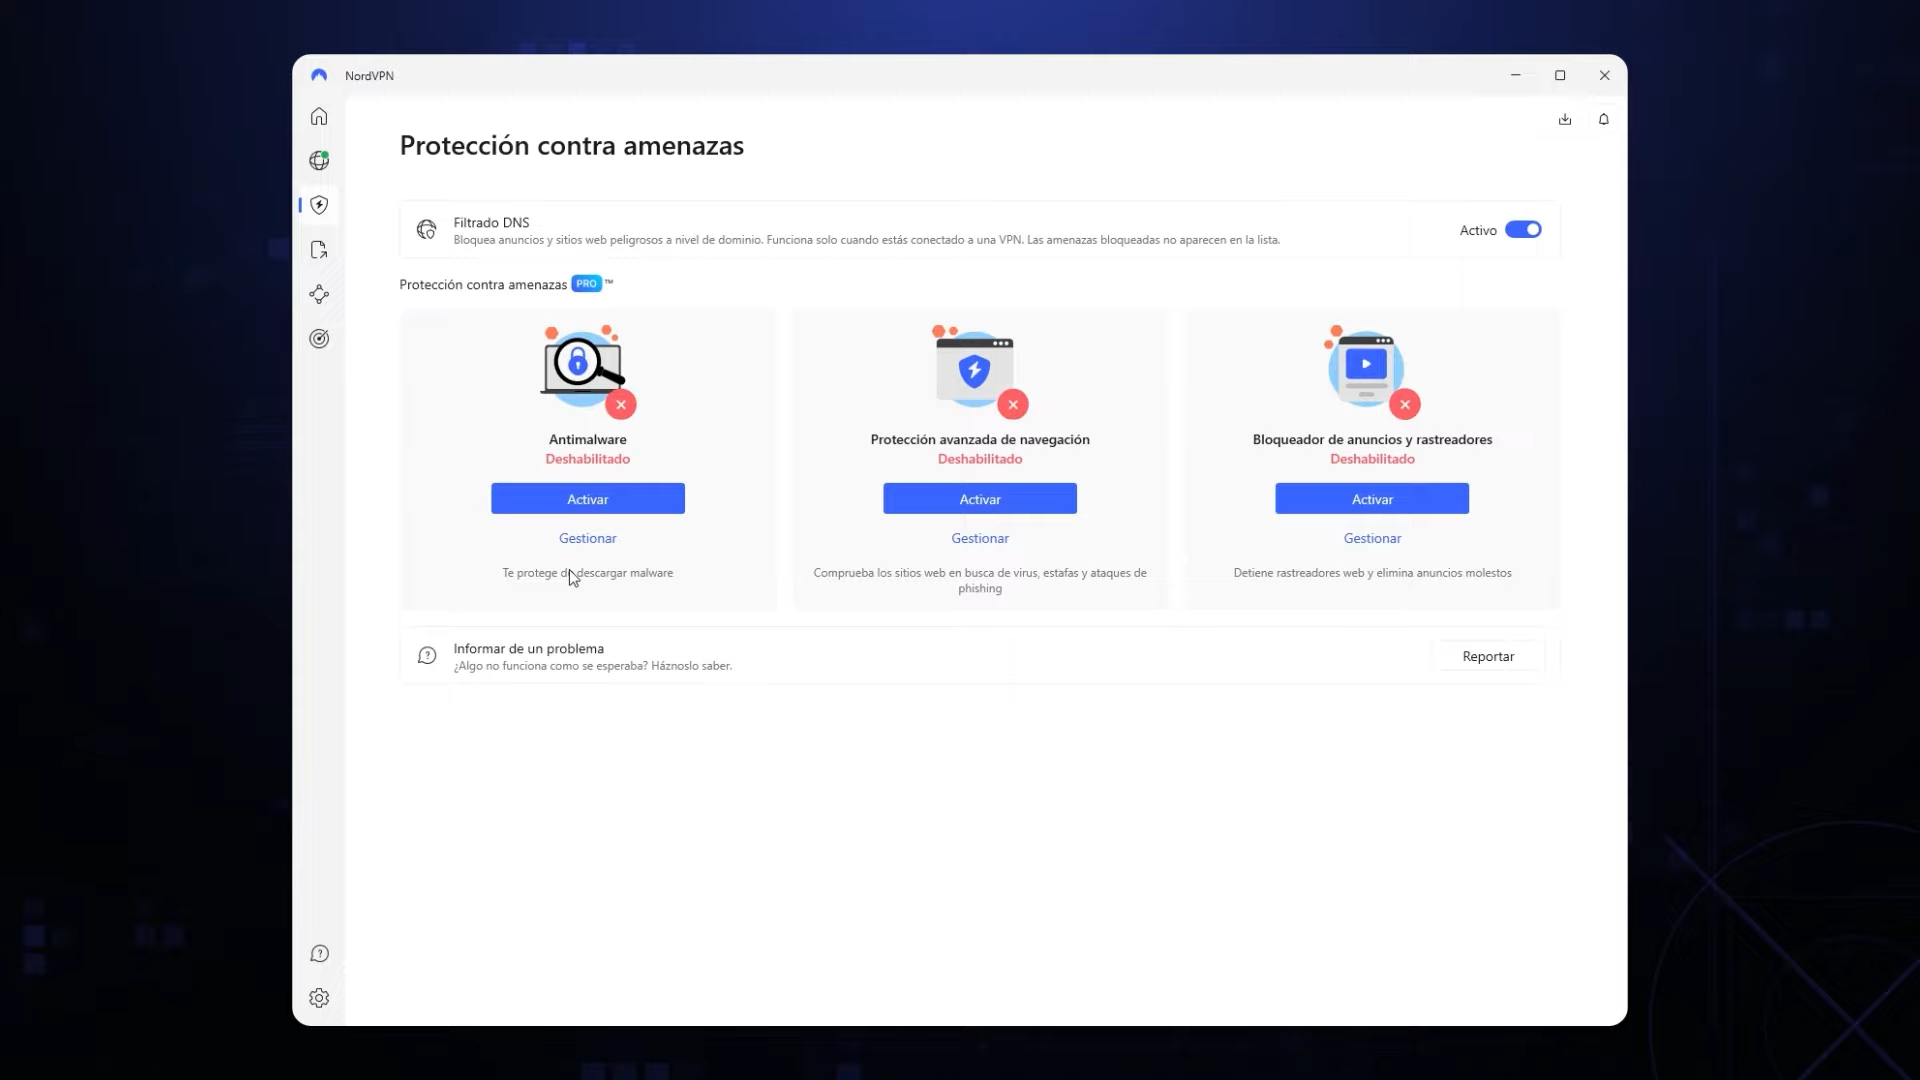 NordVPN
Protección contra amenazas
Filtrado DNS
Bloquea anuncios y sitios web peligrosos a nivel de dominio. Funciona solo cuando estás conectado a una VPN. Las amenazas bloqueadas no aparecen en la lista.
Activo
Protección contra amenazas PRO ™
Antimalware
Deshabilitado
Activar
Gestionar
Te protege de descargar malware
Protección avanzada de navegación
Deshabilitado
Activar
Gestionar
Comprueba los sitios web en busca de virus, estafas y ataques de
phishing
Bloqueador de anuncios y rastreadores
Deshabilitado
Activar
Gestionar
Detiene rastreadores web y elimina anuncios molestos
Informar de un problema
¿Algo no funciona como se esperaba? Háznoslo saber.
Reportar